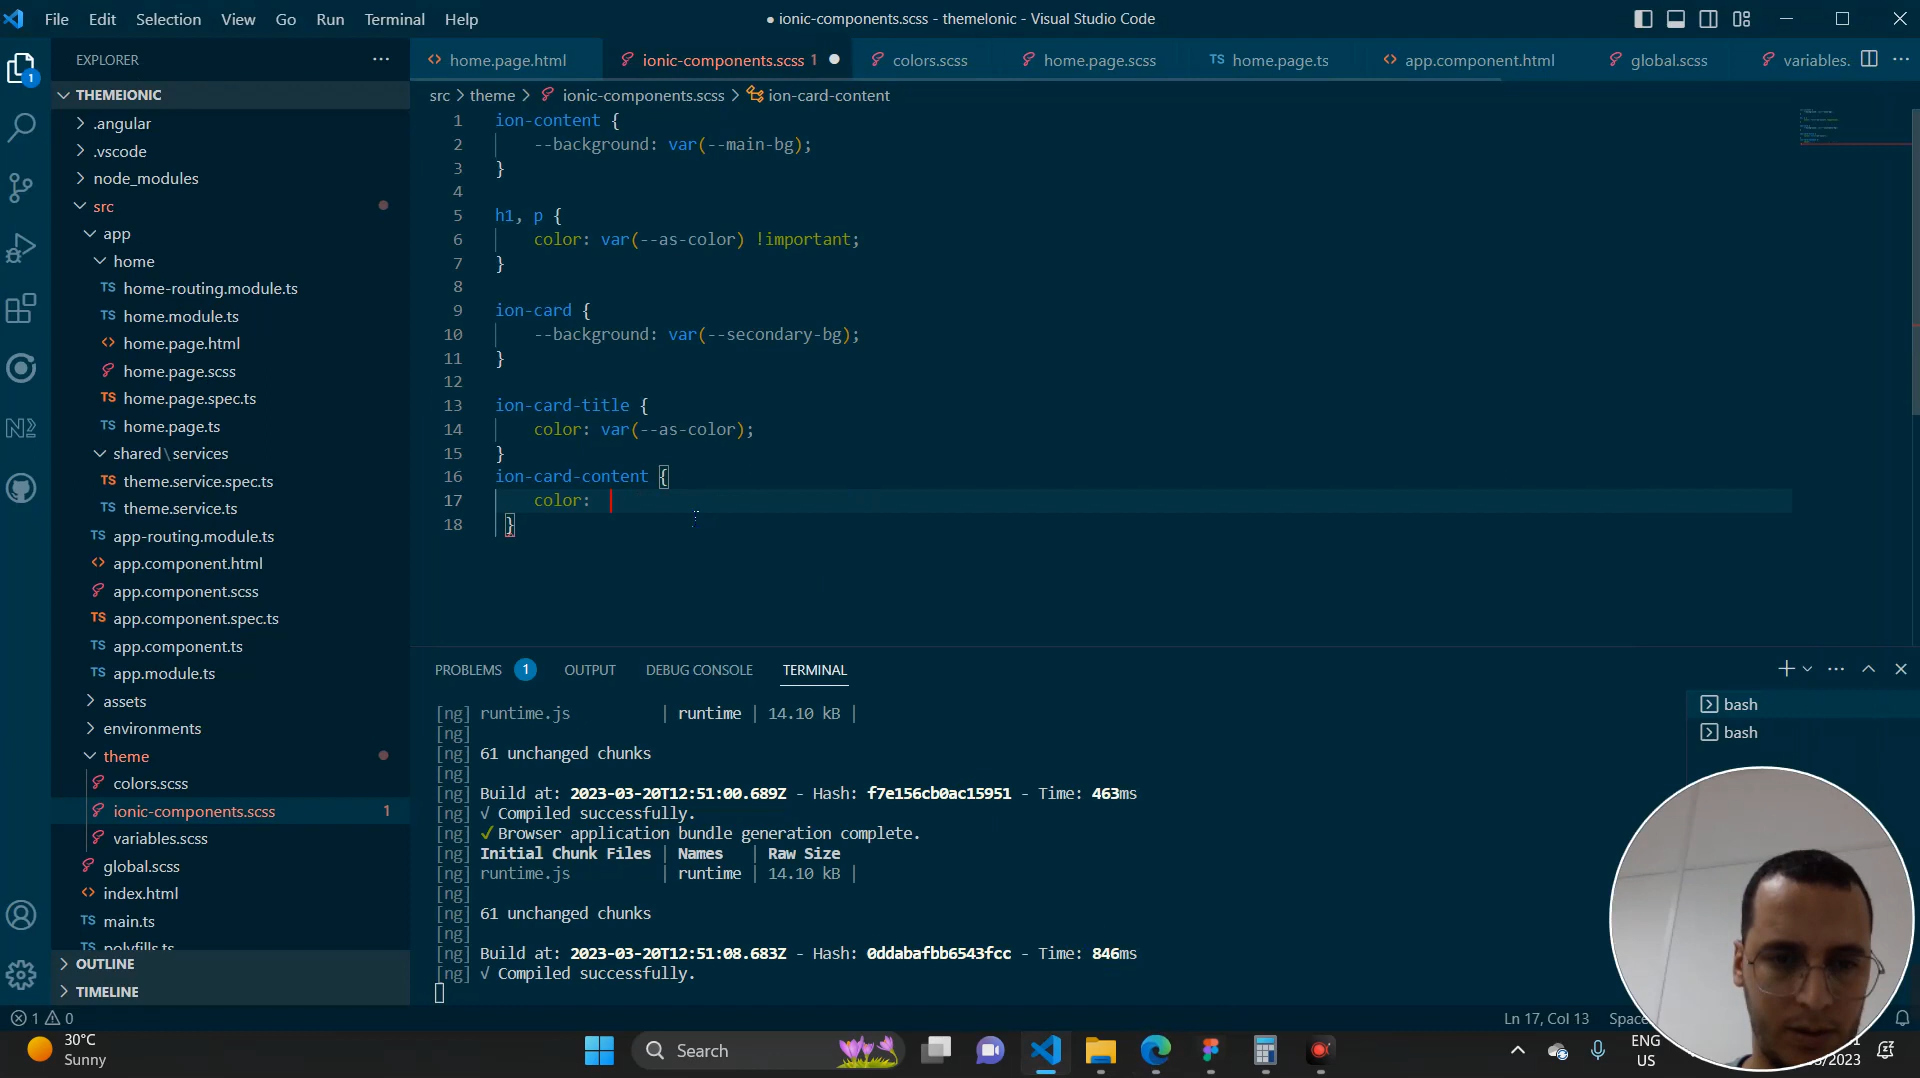 File Edit Selection View Go Run Terminal Help
● ionic-components.scss - themeIonic - Visual Studio Code
EXPLORER
THEMEIONIC
.angular
.vscode
node_modules
src
app
home
TS home-routing.module.ts
TS home.module.ts
home.page.html
home.page.scss
TS home.page.spec.ts
TS home.page.ts
shared\services
TS theme.service.spec.ts
TS theme.service.ts
TS app-routing.module.ts
app.component.html
app.component.scss
TS app.component.spec.ts
TS app.component.ts
TS app.module.ts
assets
environments
theme
colors.scss
ionic-components.scss 1
variables.scss
global.scss
index.html
TS main.ts
TS polyfills.ts
OUTLINE
TIMELINE
1
home.page.html ionic-components.scss 1 ● colors.scss home.page.scss TS home.page.ts app.component.html global.scss variables.
src > theme > ionic-components.scss > ion-card-content
1 ion-content {
2 --background: var(--main-bg);
3 }
4
5 h1, p {
6 color: var(--as-color) !important;
7 }
8
9 ion-card {
10 --background: var(--secondary-bg);
11 }
12
13 ion-card-title {
14 color: var(--as-color);
15 }
16 ion-card-content {
17 color:
18 }
PROBLEMS 1 OUTPUT DEBUG CONSOLE TERMINAL
[ng] runtime.js | runtime | 14.10 kB |
[ng]
[ng] 61 unchanged chunks
[ng]
[ng] Build at: 2023-03-20T12:51:00.689Z - Hash: f7e156cb0ac15951 - Time: 463ms
[ng] √ Compiled successfully.
[ng] ✓ Browser application bundle generation complete.
[ng] Initial Chunk Files | Names | Raw Size
[ng] runtime.js | runtime | 14.10 kB |
[ng]
[ng] 61 unchanged chunks
[ng]
[ng] Build at: 2023-03-20T12:51:08.683Z - Hash: 0ddabafbb6543fcc - Time: 846ms
[ng] √ Compiled successfully.
bash
bash
1 0
Ln 17, Col 13
30°C
Sunny
Search
ENG
US